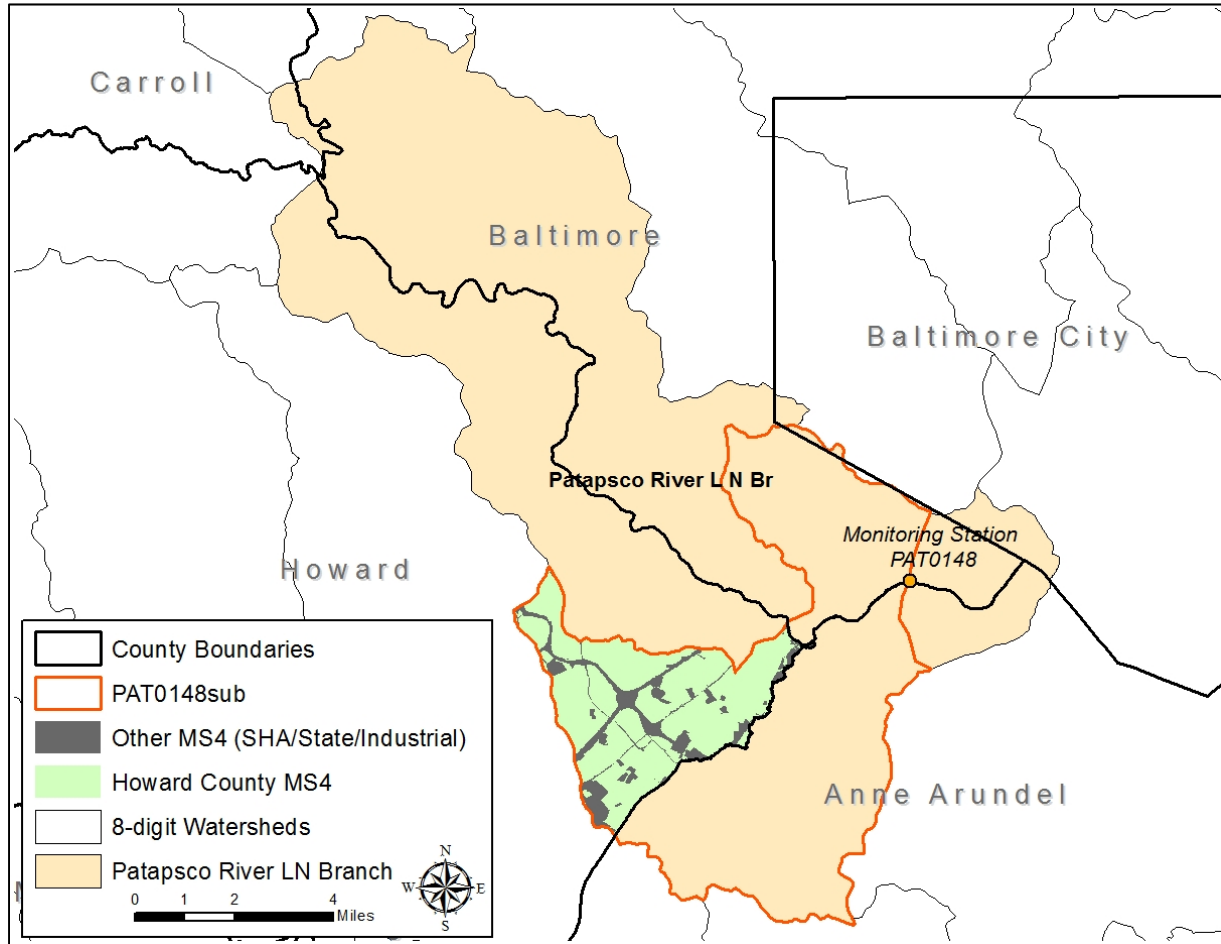 Carroll
Baltimore
Baltimore City
Patapsco River L N Br
Monitoring Station
PAT0148
Howard
Anne Arundel
County Boundaries
PAT0148sub
Other MS4 (SHA/State/Industrial)
Howard County MS4
8-digit Watersheds
Patapsco River LN Branch
0 1 2 4
Miles
N
W E
S